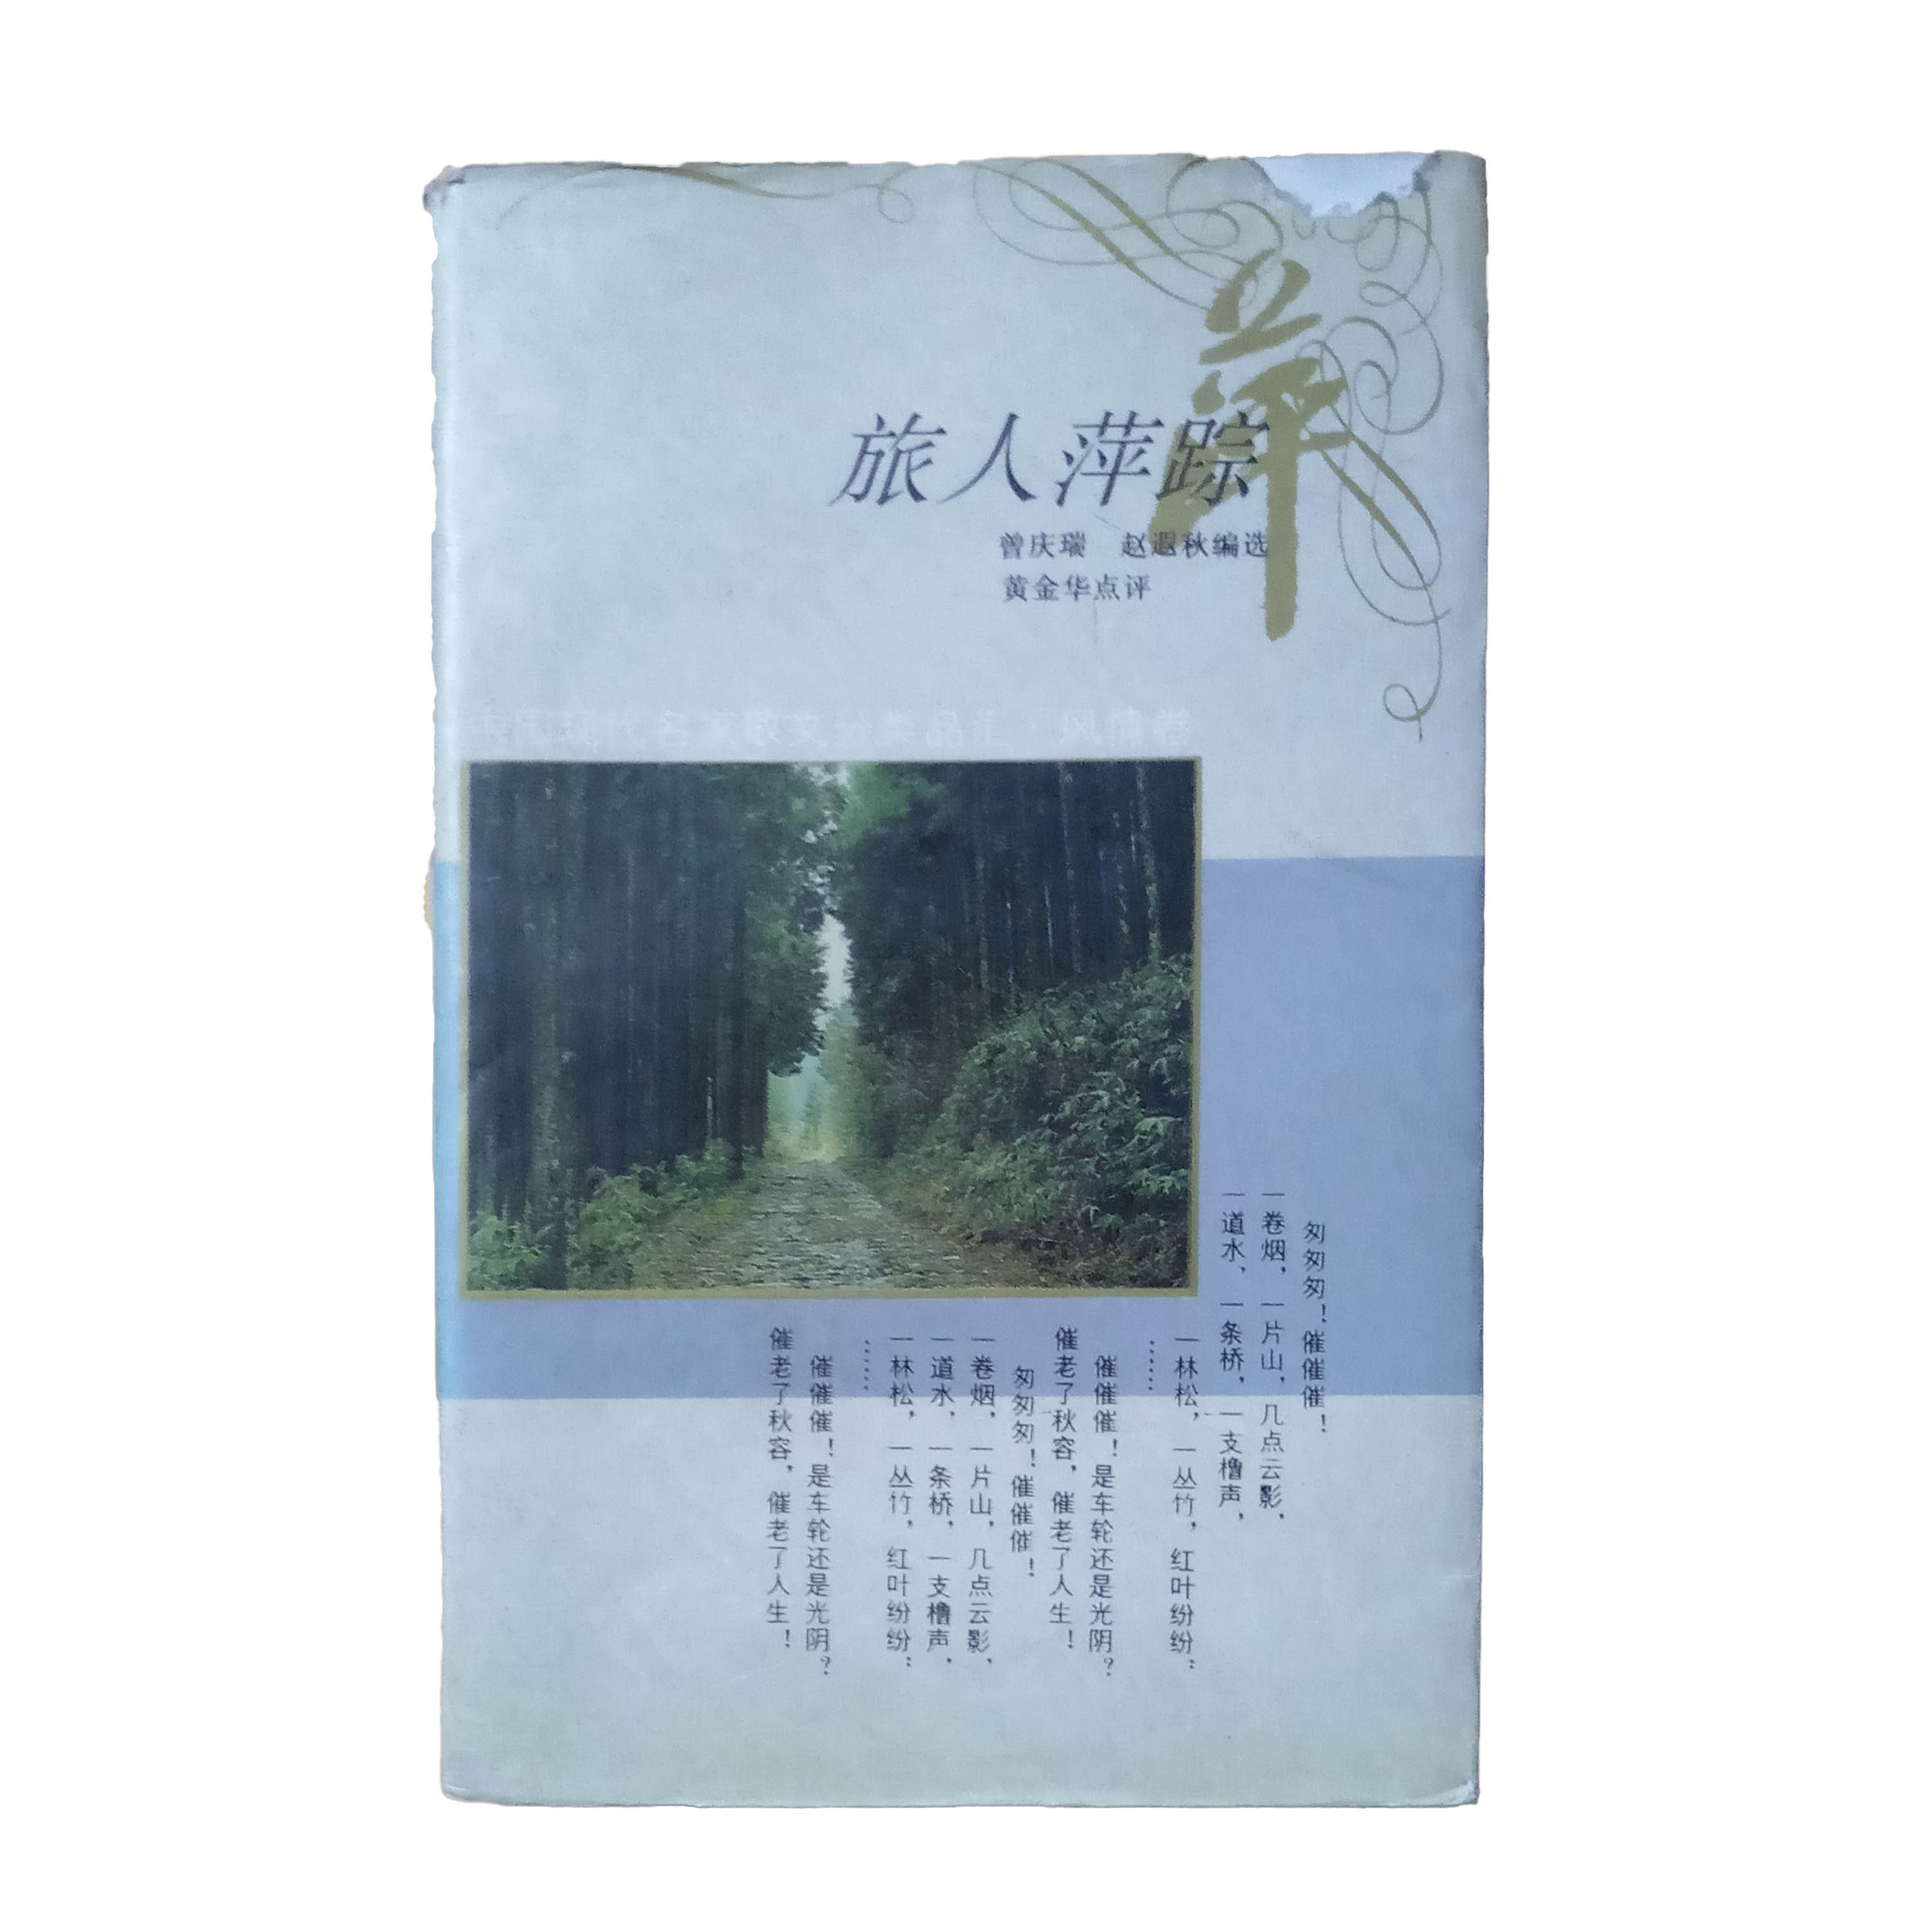 萍
旅人萍踪
曾庆瑞 赵遐秋编选
黄金华点评
中国现代名家散文分类品汇·风情卷
匆匆匆！催催催！
一卷烟，一片山，几点云影，
一道水，一条桥，一支橹声，
一林松，一丛竹，红叶纷纷：
……
催催催！是车轮还是光阴？
催老了秋容，催老了人生！
匆匆匆！催催催！
一卷烟，一片山，几点云影，
一道水，一条桥，一支橹声，
一林松，一丛竹，红叶纷纷：
……
催催催！是车轮还是光阴？
催老了秋容，催老了人生！